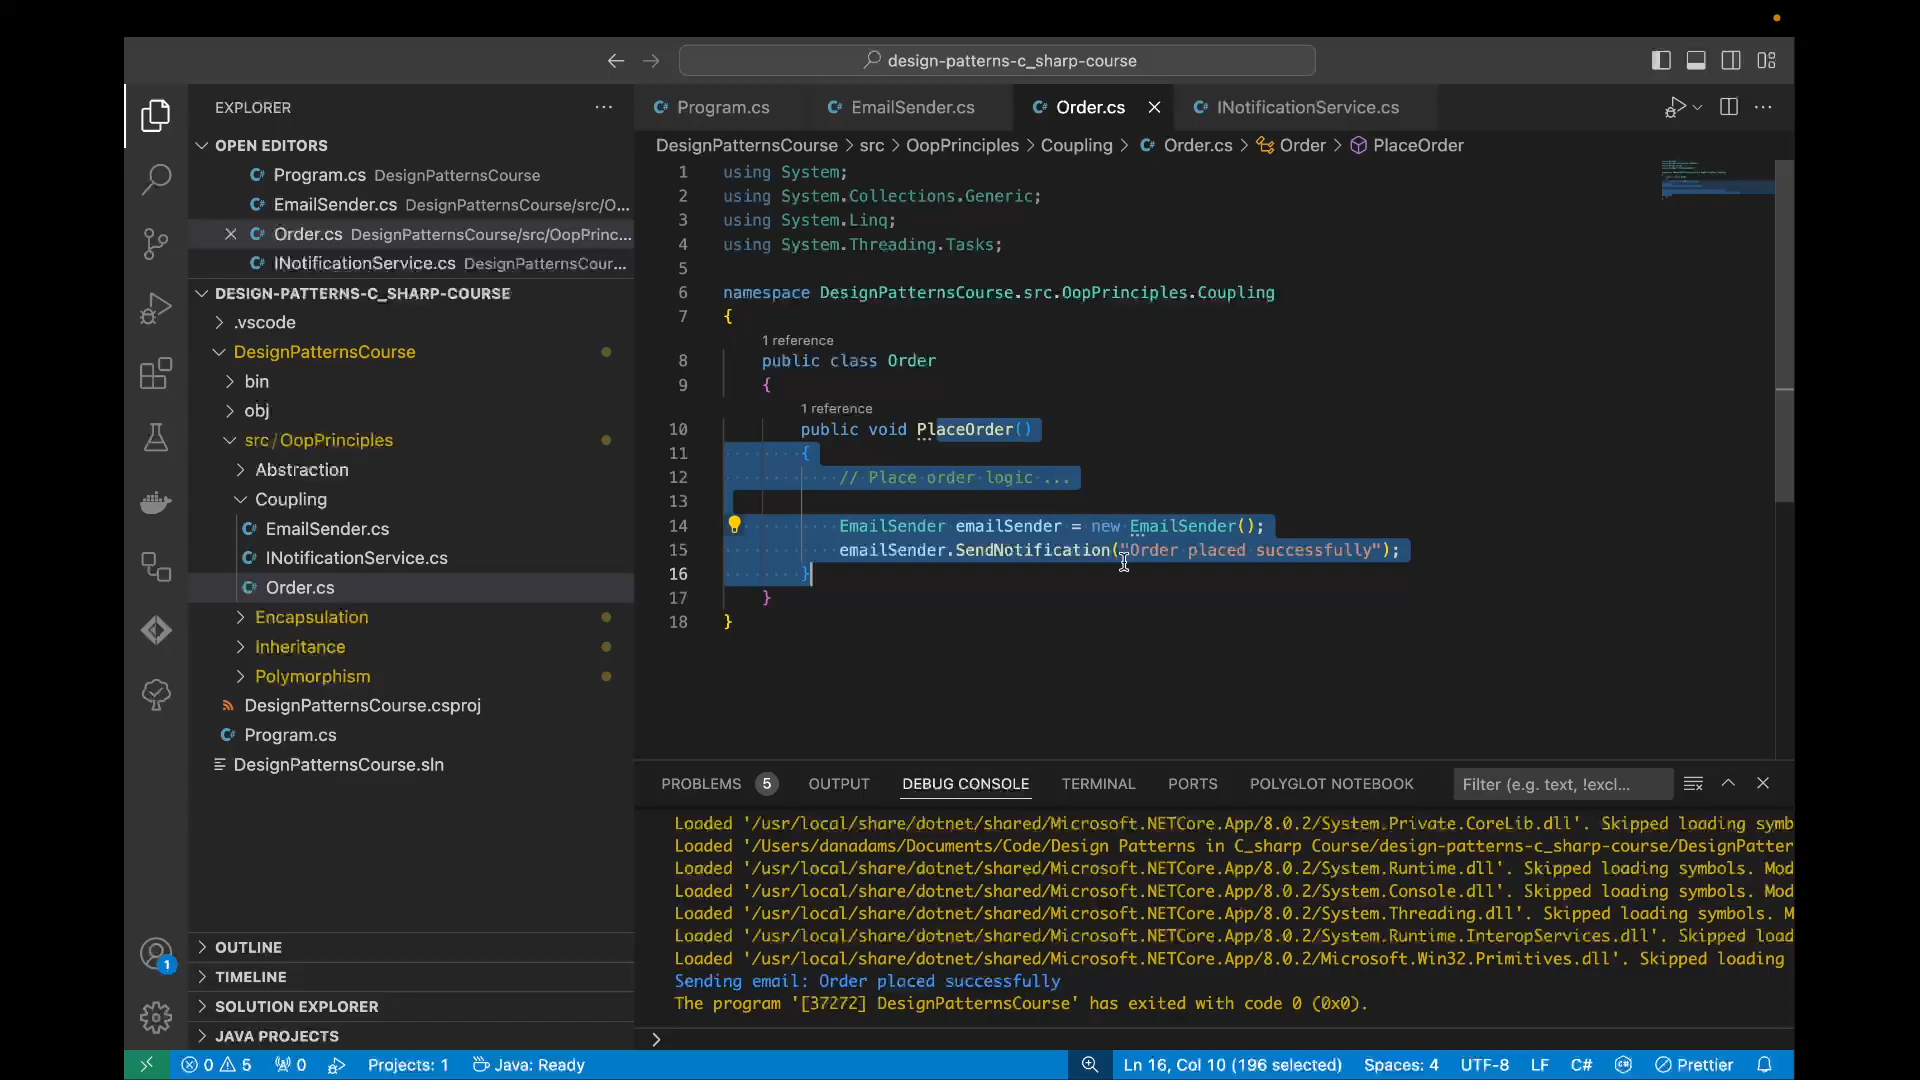 design-patterns-c_sharp-course
EXPLORER
OPEN EDITORS
Program.cs DesignPatternsCourse
EmailSender.cs DesignPatternsCourse/src/O...
Order.cs DesignPatternsCourse/src/OopPrinc...
INotificationService.cs DesignPatternsCour...
DESIGN-PATTERNS-C_SHARP-COURSE
.vscode
DesignPatternsCourse
bin
obj
src/OopPrinciples
Abstraction
Coupling
EmailSender.cs
INotificationService.cs
Order.cs
Encapsulation
Inheritance
Polymorphism
DesignPatternsCourse.csproj
Program.cs
DesignPatternsCourse.sln
OUTLINE
TIMELINE
SOLUTION EXPLORER
JAVA PROJECTS
1
Program.cs EmailSender.cs Order.cs INotificationService.cs
DesignPatternsCourse > src > OopPrinciples > Coupling > Order.cs > Order > PlaceOrder
1 using System;
2 using System.Collections.Generic;
3 using System.Linq;
4 using System.Threading.Tasks;
5
6 namespace DesignPatternsCourse.src.OopPrinciples.Coupling
7 {
1 reference
8 public class Order
9 {
1 reference
10 public void PlaceOrder()
11 {
12 // Place order logic ...
13
14 EmailSender emailSender = new EmailSender();
15 emailSender.SendNotification("Order placed successfully");
16 }
17 }
18 }
PROBLEMS 5 OUTPUT DEBUG CONSOLE TERMINAL PORTS POLYGLOT NOTEBOOK Filter (e.g. text, !excl...
Loaded '/usr/local/share/dotnet/shared/Microsoft.NETCore.App/8.0.2/System.Private.CoreLib.dll'. Skipped loading symb
Loaded '/Users/danadams/Documents/Code/Design Patterns in C_sharp Course/design-patterns-c_sharp-course/DesignPatter
Loaded '/usr/local/share/dotnet/shared/Microsoft.NETCore.App/8.0.2/System.Runtime.dll'. Skipped loading symbols. Mod
Loaded '/usr/local/share/dotnet/shared/Microsoft.NETCore.App/8.0.2/System.Console.dll'. Skipped loading symbols. Mod
Loaded '/usr/local/share/dotnet/shared/Microsoft.NETCore.App/8.0.2/System.Threading.dll'. Skipped loading symbols. M
Loaded '/usr/local/share/dotnet/shared/Microsoft.NETCore.App/8.0.2/System.Runtime.InteropServices.dll'. Skipped load
Loaded '/usr/local/share/dotnet/shared/Microsoft.NETCore.App/8.0.2/Microsoft.Win32.Primitives.dll'. Skipped loading
Sending email: Order placed successfully
The program '[37272] DesignPatternsCourse' has exited with code 0 (0x0).
0 5 0 Projects: 1 Java: Ready Ln 16, Col 10 (196 selected) Spaces: 4 UTF-8 LF C# Prettier